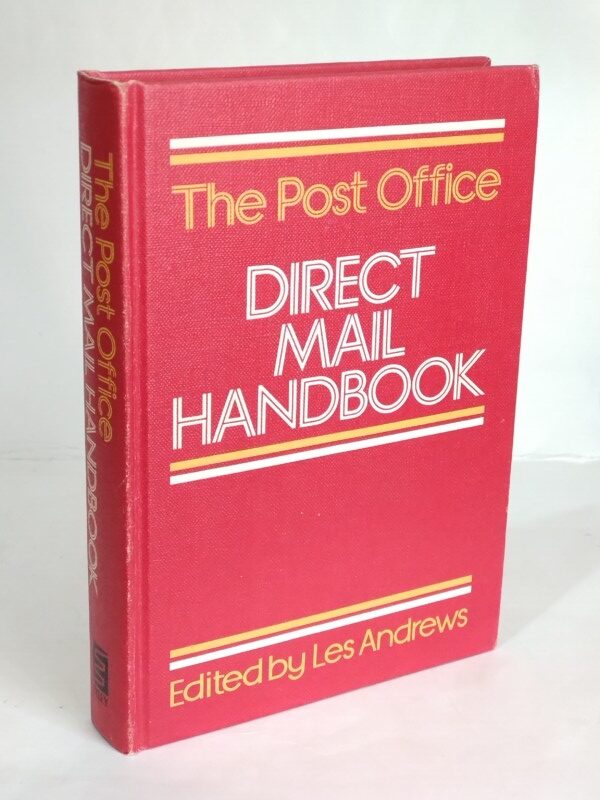 The Post Office
DIRECT
MAIL
HANDBOOK
Edited by Les Andrews
The Post Office
DIRECT MAIL HANDBOOK